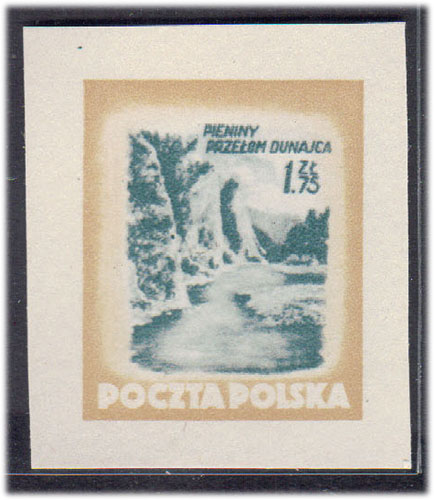 PIENINY
PRZEŁOM DUNAJCA
1.75 ZŁ
POCZTA POLSKA